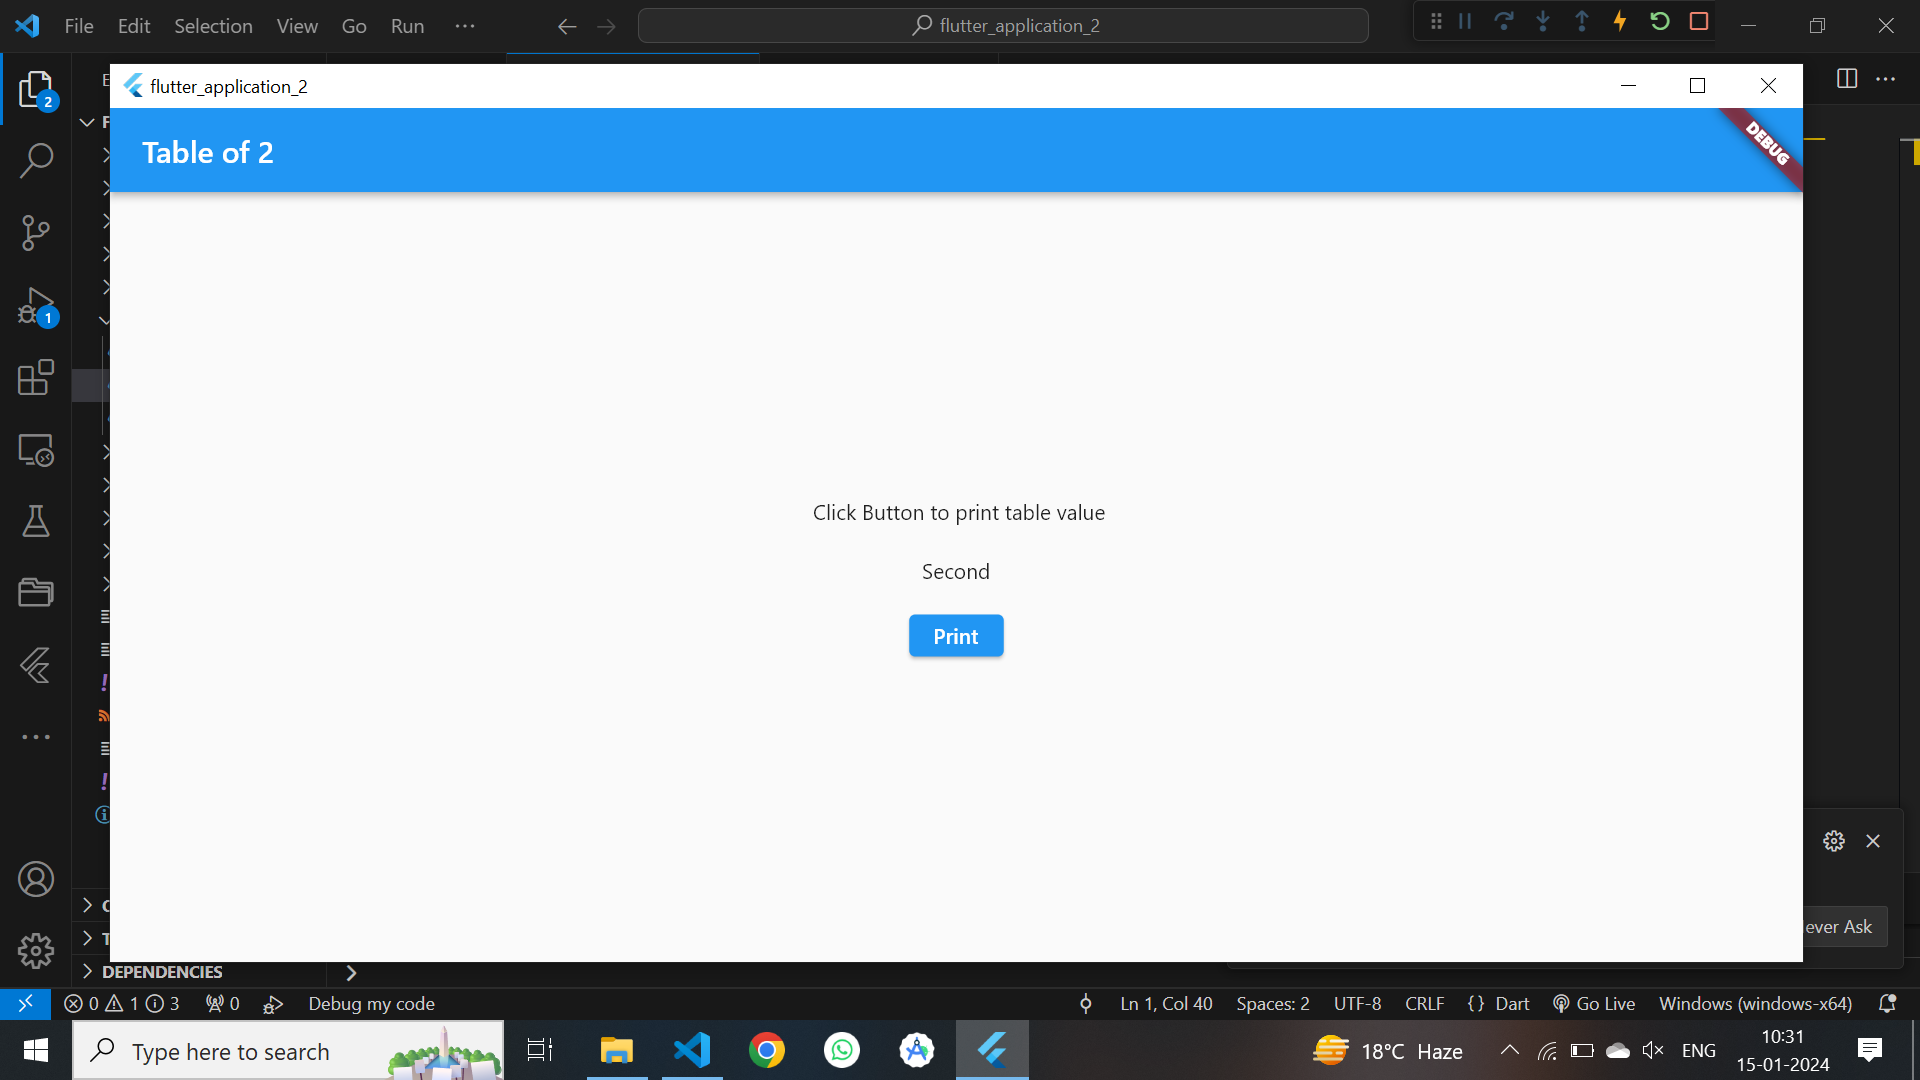 File Edit Selection View Go Run ···
flutter_application_2
flutter_application_2
Table of 2
DEBUG
Click Button to print table value
Second
Print
2
1
ever Ask
DEPENDENCIES
0 1 3 0 Debug my code
Ln 1, Col 40 Spaces: 2 UTF-8 CRLF {} Dart Go Live Windows (windows-x64)
Type here to search
18°C Haze
ENG
10:31
15-01-2024